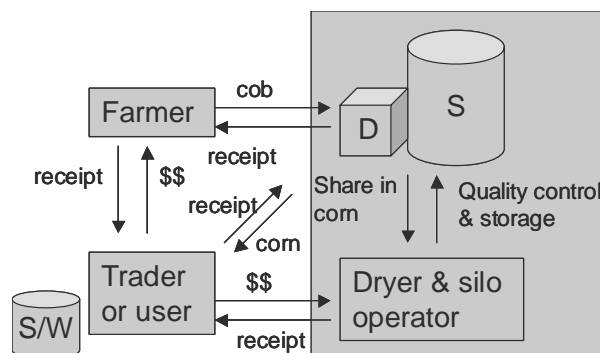 cob
Farmer
D
S
receipt
receipt
$$
receipt
Share in
corn
Quality control
& storage
corn
Trader
or user
$$
Dryer & silo
operator
S/W
receipt